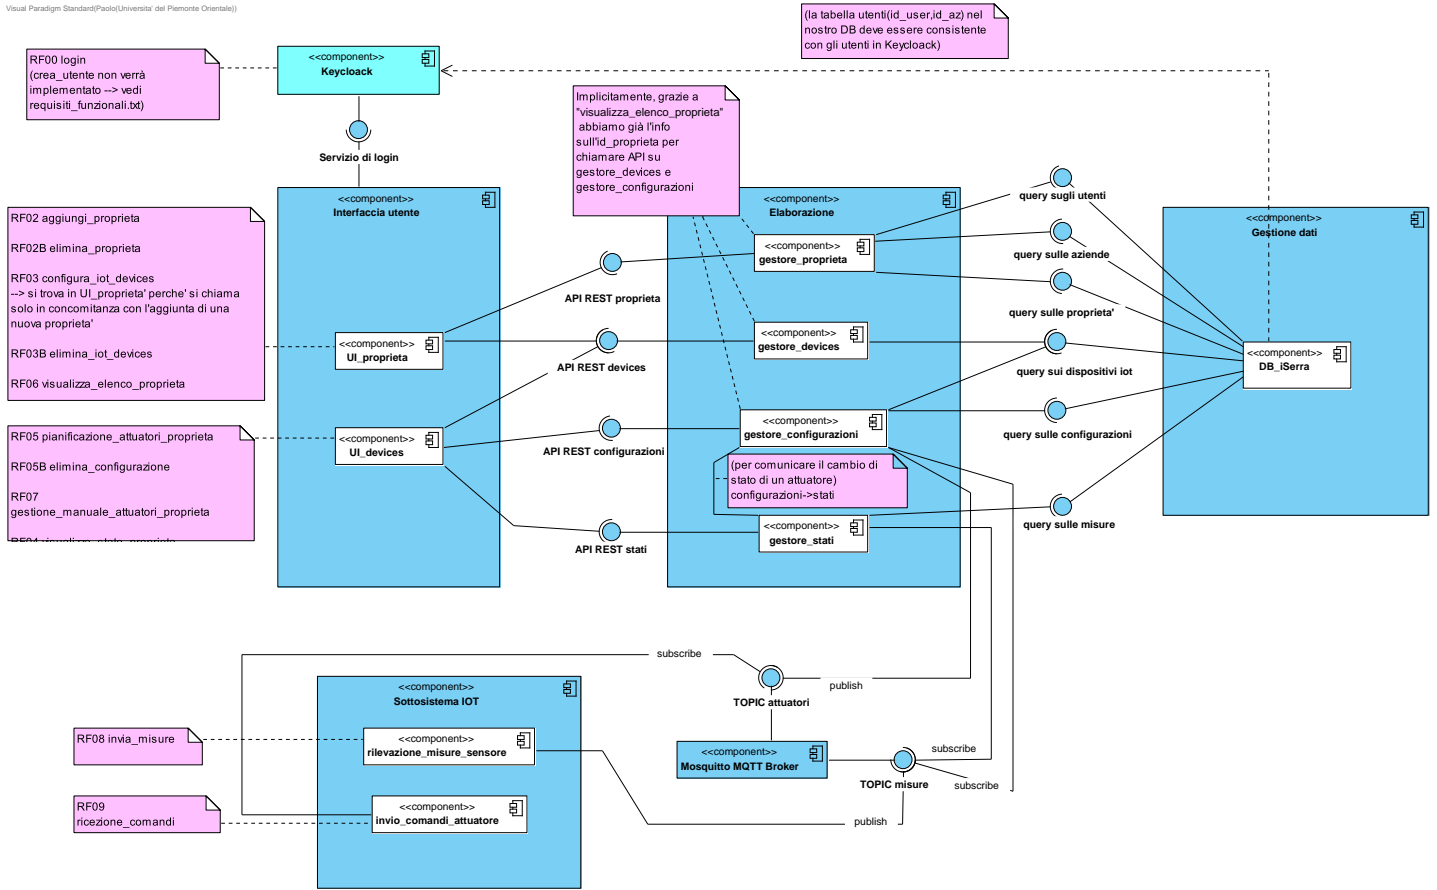 Visual Paradigm Standard(Paolo(Universita' del Piemonte Orientale))
(la tabella utenti(id_user,id_az) nel
nostro DB deve essere consistente
con gli utenti in Keycloack)
RF00 login
(crea_utente non verrà
implementato --> vedi
requisiti_funzionali.txt)
<<component>>
Keycloack
Servizio di login
Implicitamente, grazie a
"visualizza_elenco_proprieta"
abbiamo già l'info
sull'id_proprieta per
chiamare API su
gestore_devices e
gestore_configurazioni
<<component>>
Interfaccia utente
<<component>>
Elaborazione
<<component>>
Gestione dati
RF02 aggiungi_proprieta
RF02B elimina_proprieta
RF03 configura_iot_devices
--> si trova in UI_proprieta' perche' si chiama
solo in concomitanza con l'aggiunta di una
nuova proprieta'
RF03B elimina_iot_devices
RF06 visualizza_elenco_proprieta
<<component>>
UI_proprieta
<<component>>
UI_devices
RF05 pianificazione_attuatori_proprieta
RF05B elimina_configurazione
RF07
gestione_manuale_attuatori_proprieta
API REST proprieta
API REST devices
API REST configurazioni
API REST stati
<<component>>
gestore_proprieta
<<component>>
gestore_devices
<<component>>
gestore_configurazioni
(per comunicare il cambio di
stato di un attuatore)
configurazioni->stati
<<component>>
gestore_stati
query sugli utenti
query sulle aziende
query sulle proprieta'
query sui dispositivi iot
query sulle configurazioni
query sulle misure
<<component>>
DB_iSerra
subscribe
TOPIC attuatori
publish
<<component>>
Sottosistema IOT
RF08 invia_misure
<<component>>
rilevazione_misure_sensore
<<component>>
Mosquitto MQTT Broker
subscribe
TOPIC misure
subscribe
RF09
ricezione_comandi
<<component>>
invio_comandi_attuatore
publish